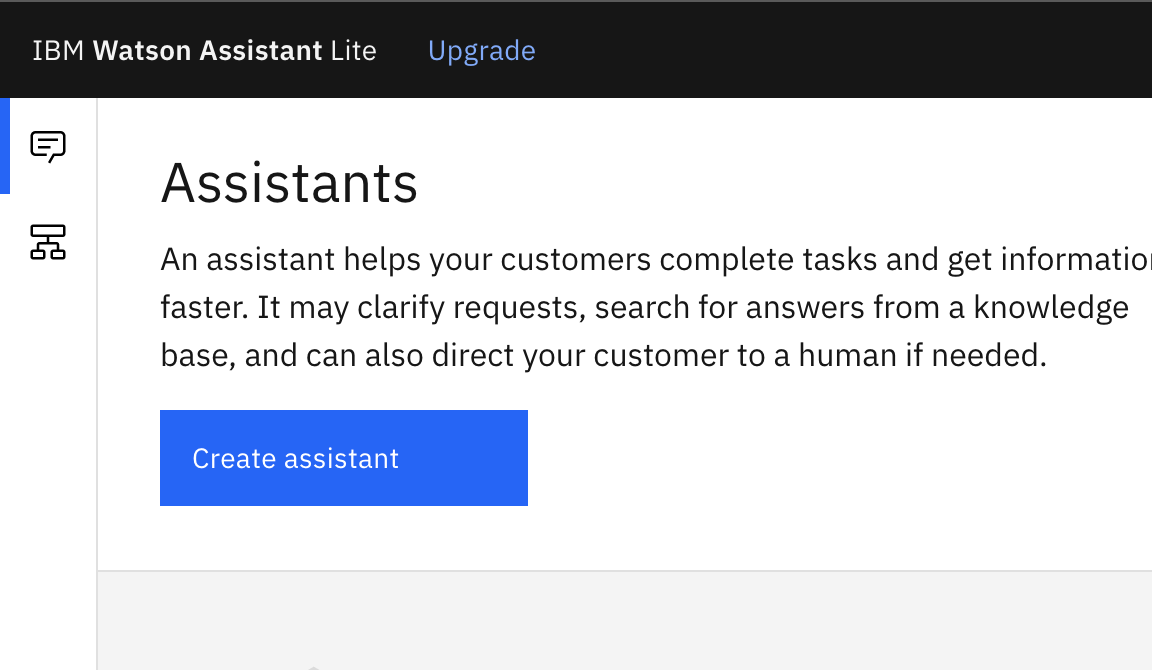 IBM Watson Assistant Lite Upgrade
Assistants
An assistant helps your customers complete tasks and get information
faster. It may clarify requests, search for answers from a knowledge
base, and can also direct your customer to a human if needed.
Create assistant